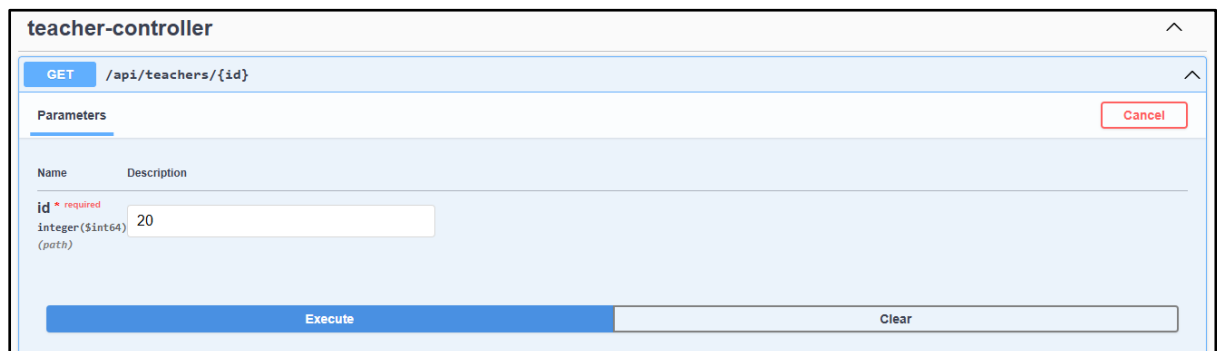 teacher-controller
GET /api/teachers/{id}
Parameters Cancel
Name Description
id * required
integer($int64) 20
(path)
Execute Clear